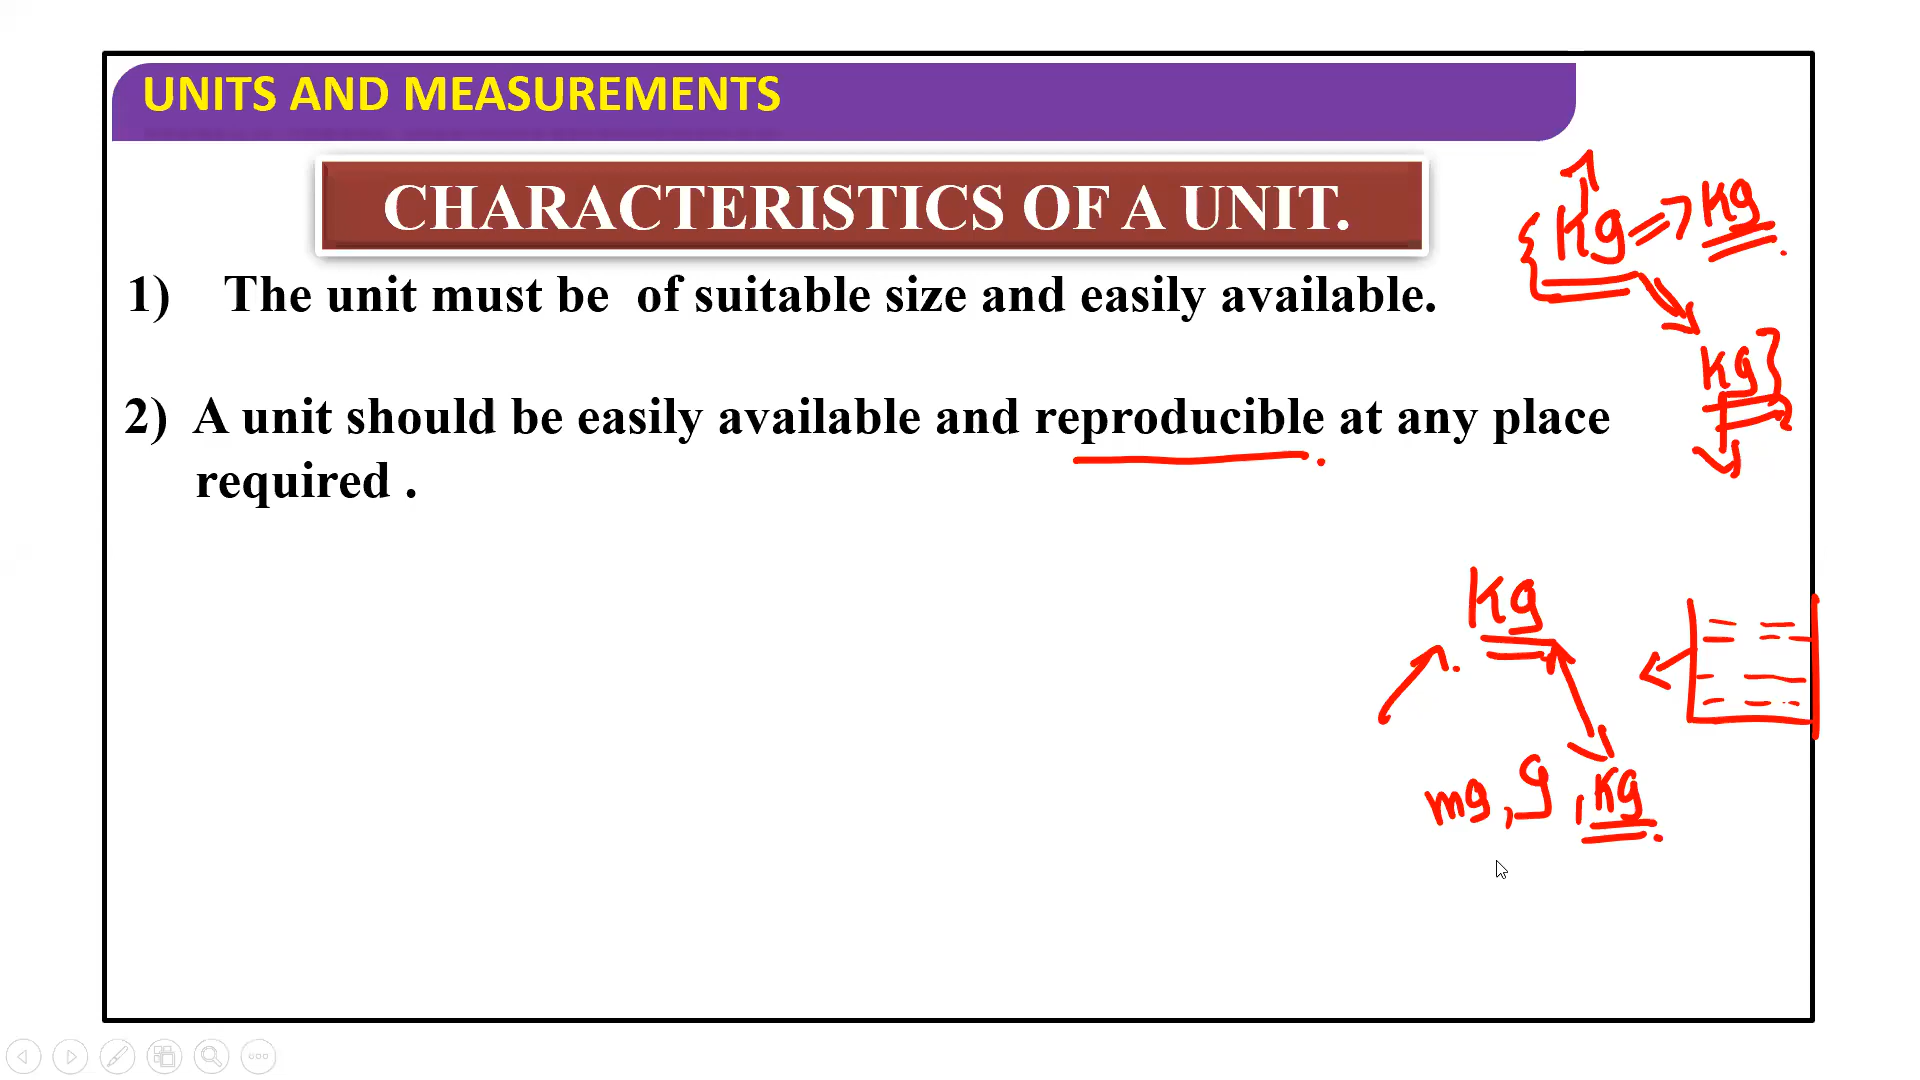 UNITS AND MEASUREMENTS
CHARACTERISTICS OF A UNIT.
1) The unit must be of suitable size and easily available.
2) A unit should be easily available and reproducible at any place
required .
Kg => Kg
Kg
Kg
mg, g, Kg